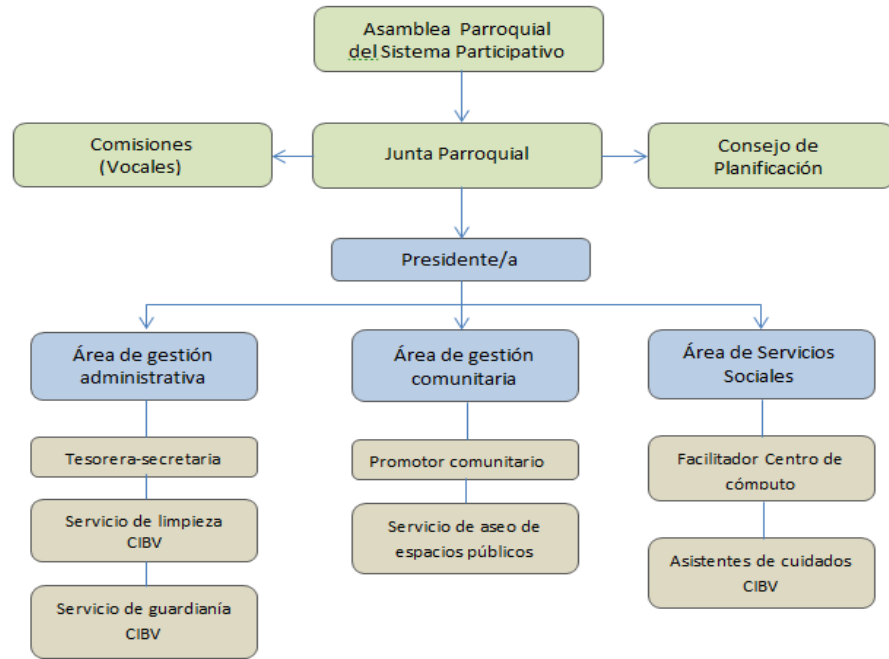 Asamblea Parroquial
del Sistema Participativo
Comisiones
(Vocales)
Junta Parroquial
Consejo de
Planificación
Presidente/a
Área de gestión
administrativa
Área de gestión
comunitaria
Área de Servicios
Sociales
Tesorera-secretaria
Promotor comunitario
Facilitador Centro de
cómputo
Servicio de limpieza
CIBV
Servicio de aseo de
espacios públicos
Asistentes de cuidados
CIBV
Servicio de guardianía
CIBV